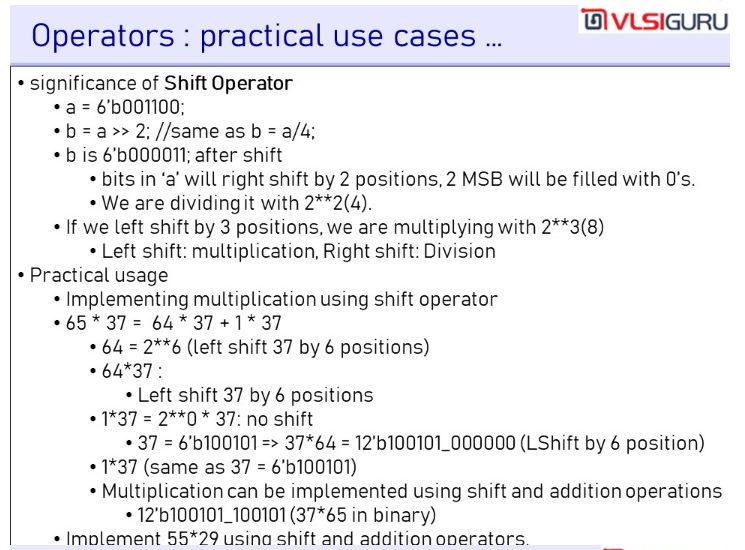 VLSIGURU
Operators : practical use cases ...
• significance of Shift Operator
• a = 6'b001100;
• b = a >> 2; //same as b = a/4;
• b is 6'b000011; after shift
• bits in 'a' will right shift by 2 positions, 2 MSB will be filled with 0's.
• We are dividing it with 2**2(4).
• If we left shift by 3 positions, we are multiplying with 2**3(8)
• Left shift: multiplication, Right shift: Division
• Practical usage
• Implementing multiplication using shift operator
• 65 * 37 = 64 * 37 + 1 * 37
• 64 = 2**6 (left shift 37 by 6 positions)
• 64*37 :
• Left shift 37 by 6 positions
• 1*37 = 2**0 * 37: no shift
• 37 = 6'b100101 => 37*64 = 12'b100101_000000 (LShift by 6 position)
• 1*37 (same as 37 = 6'b100101)
• Multiplication can be implemented using shift and addition operations
• 12'b100101_100101 (37*65 in binary)
• Implement 55*29 using shift and addition operators.